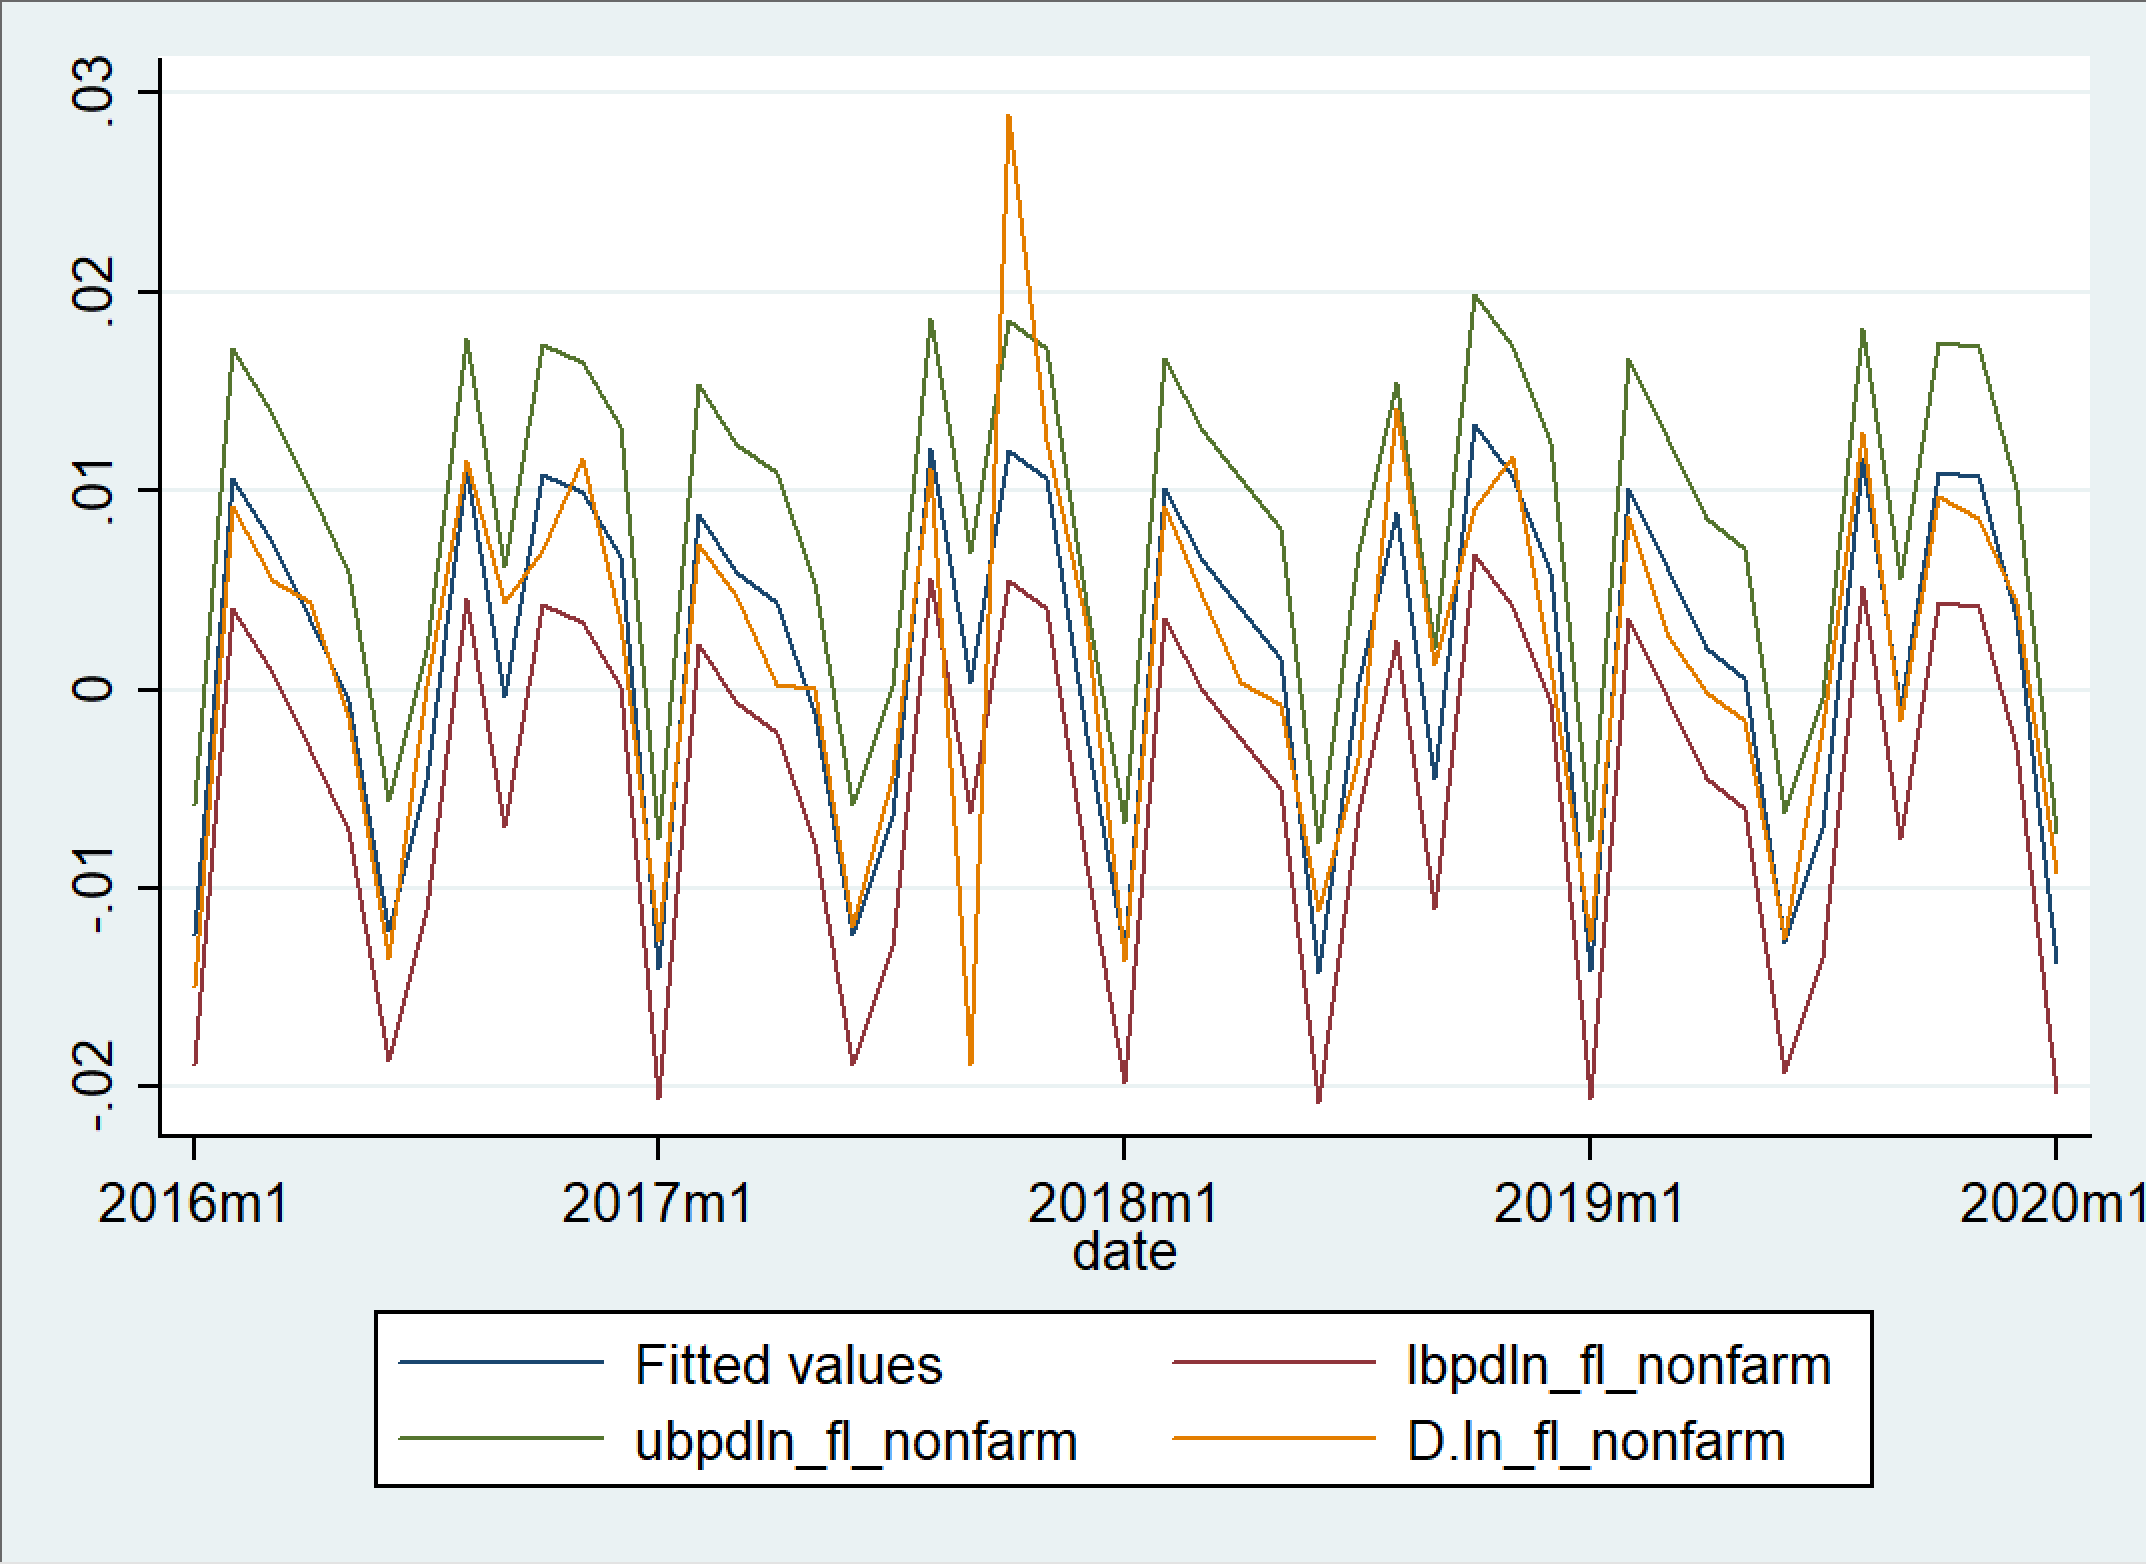 .03
.02
.01
0
-.01
-.02
2016m1 2017m1 2018m1 2019m1 2020m1
date
Fitted values lbpdln_fl_nonfarm
ubpdln_fl_nonfarm D.ln_fl_nonfarm